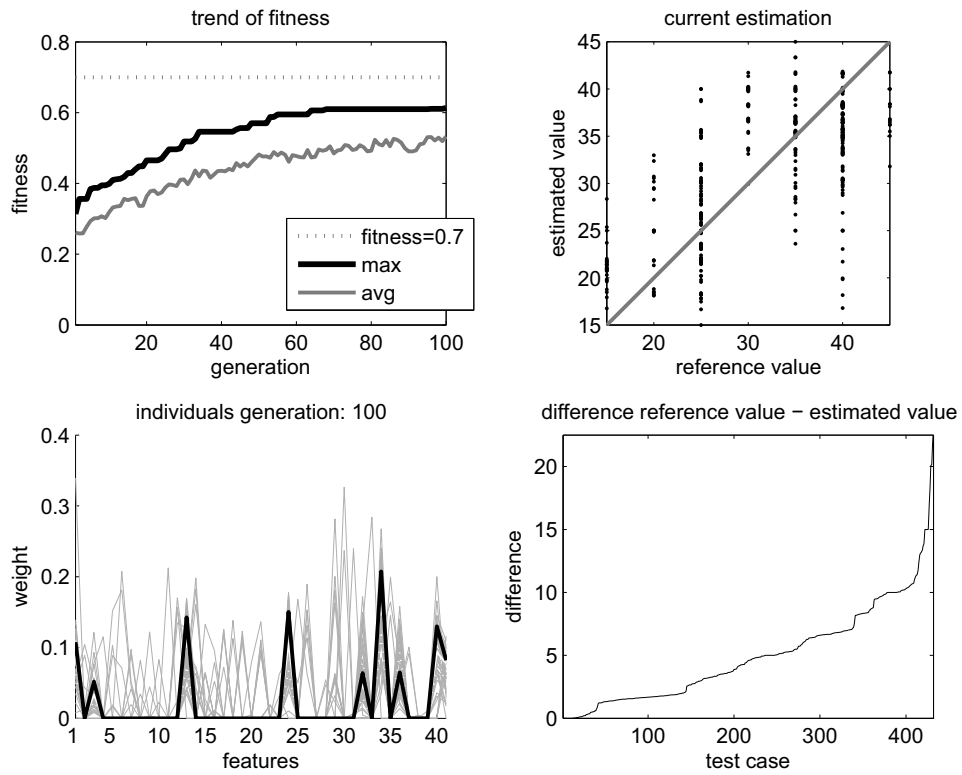 trend of fitness
0.8
0.6
0.4
0.2
0
fitness
fitness=0.7
max
avg
20 40 60 80 100
generation
current estimation
45
40
35
30
25
20
15
estimated value
20 30 40
reference value
individuals generation: 100
0.4
0.3
0.2
0.1
0
weight
1 5 10 15 20 25 30 35 40
features
difference reference value − estimated value
20
15
10
5
0
difference
100 200 300 400
test case